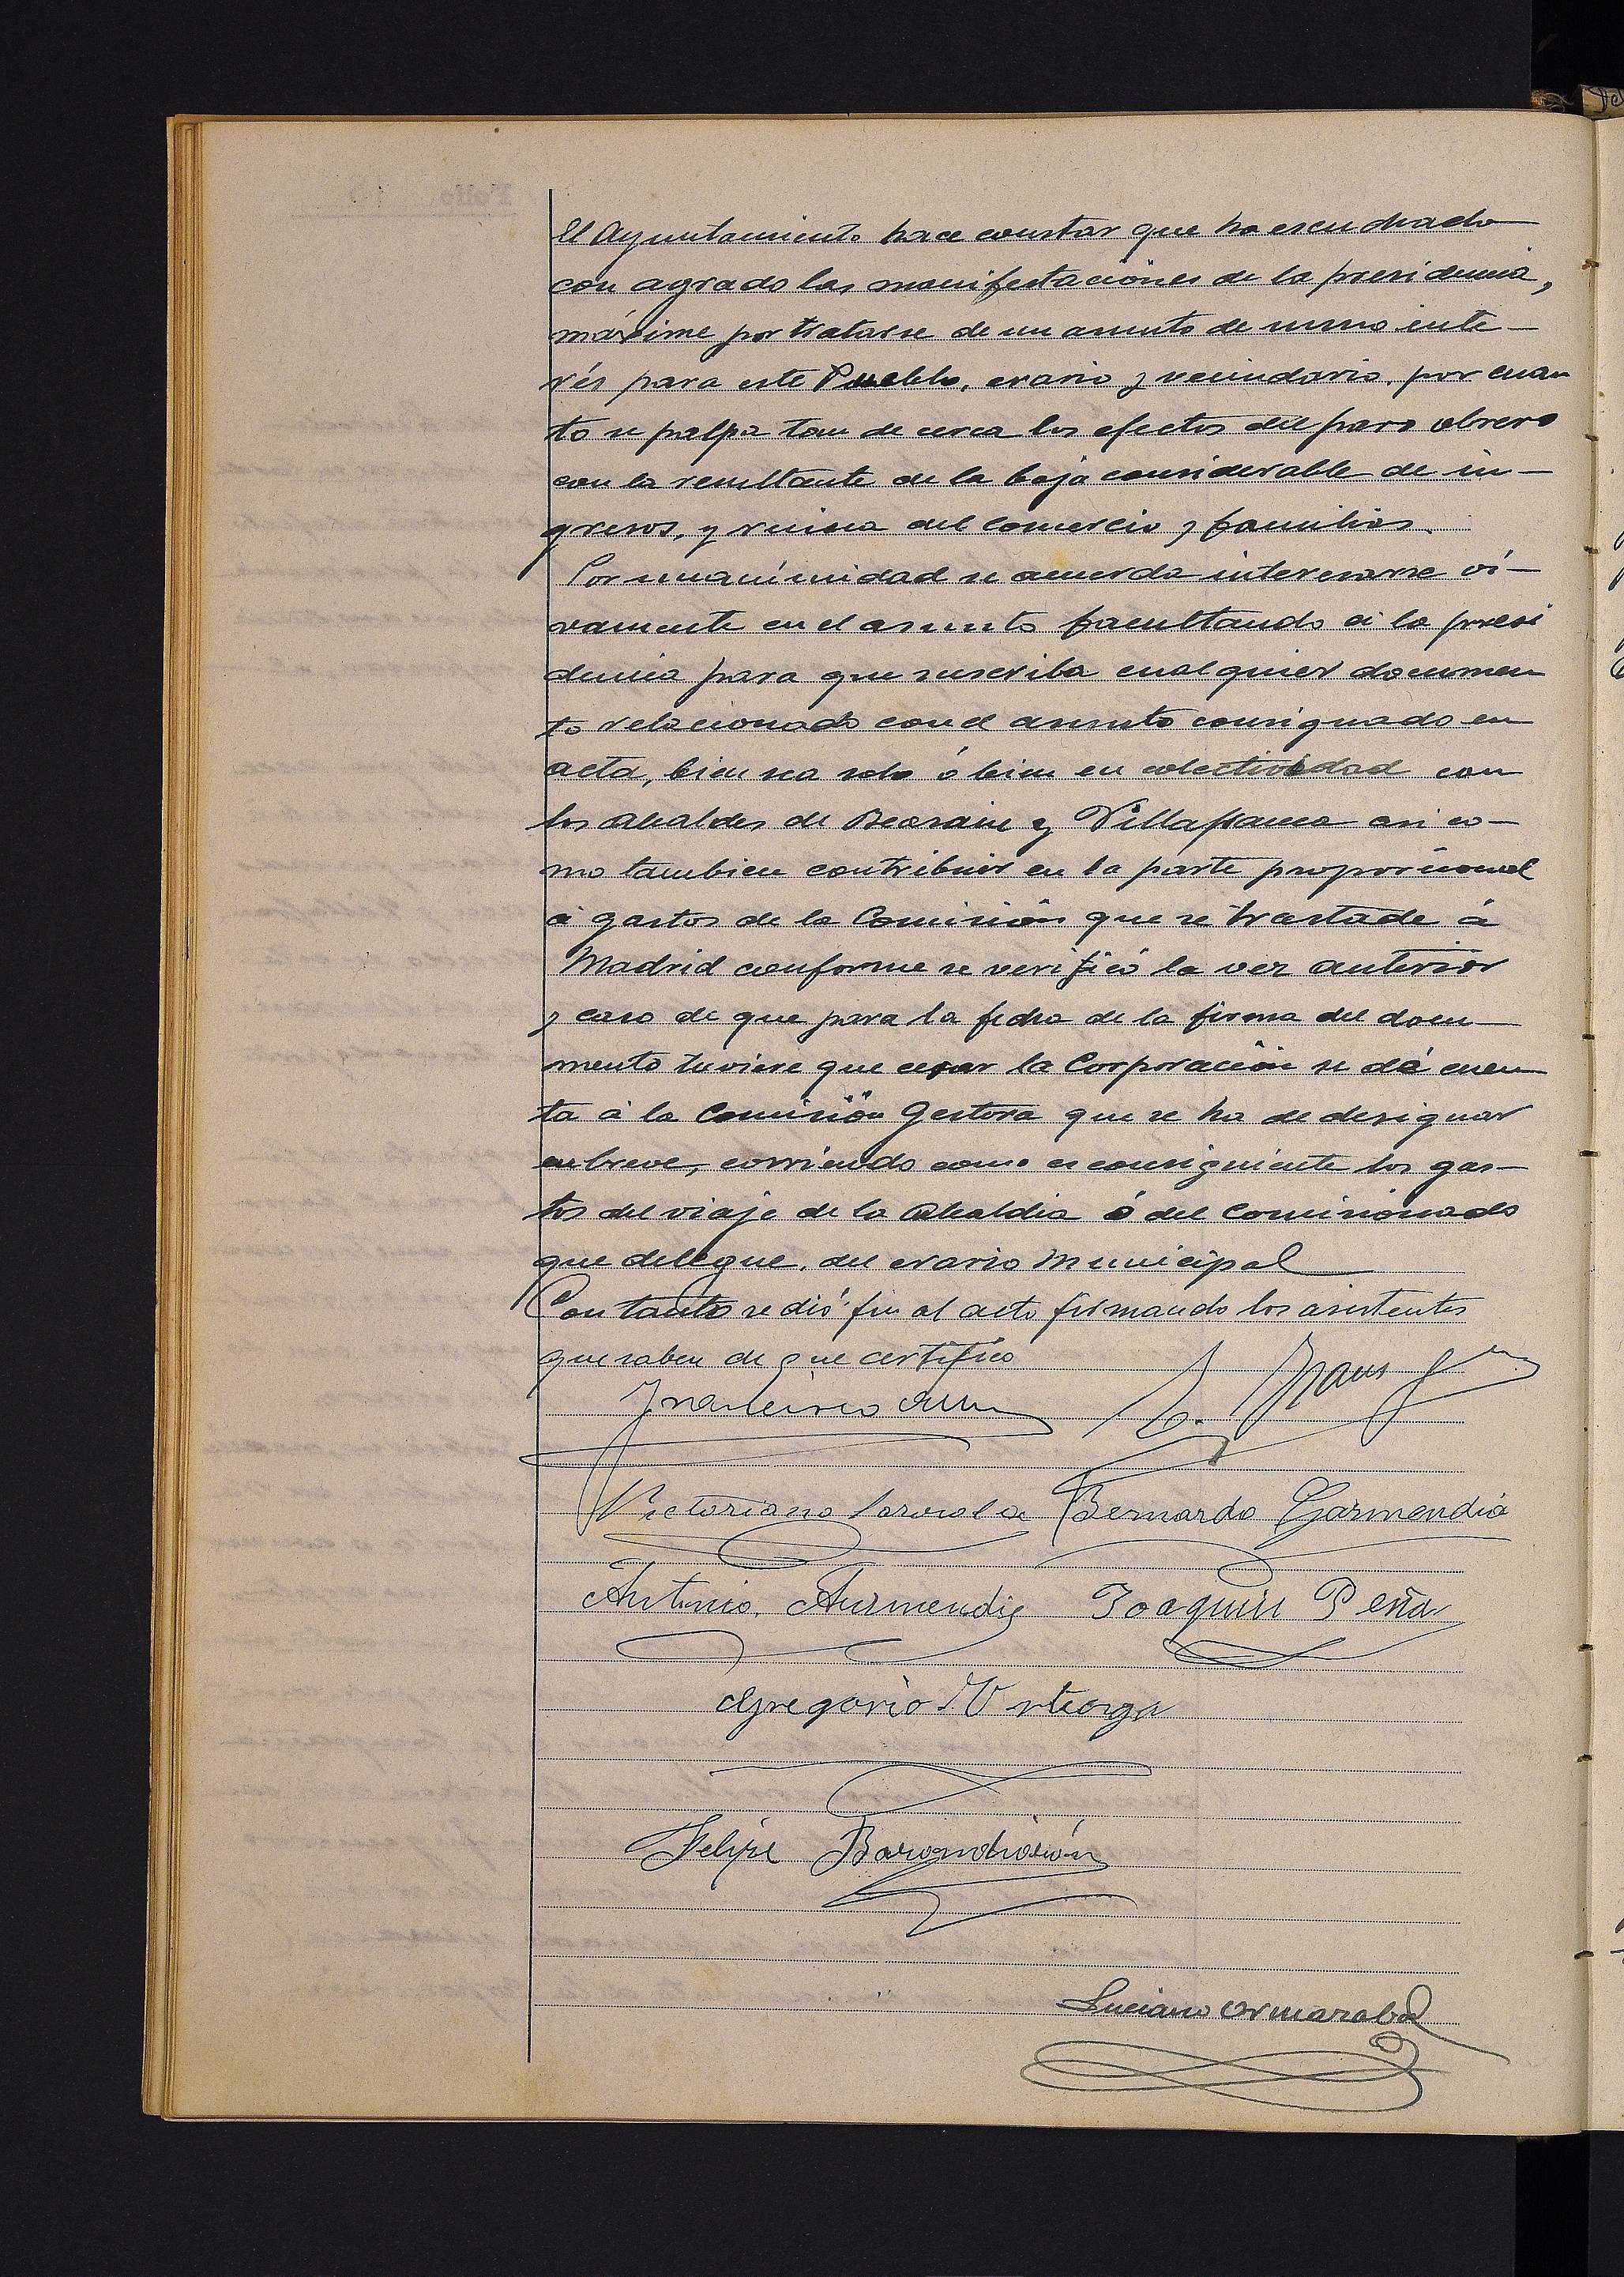 El Ayuntamiento hace constar que ha escuchado
con agrado las manifestaciones de la presidencia,
máxime por tratarse de un asunto de sumo inte-
rés para este Pueblo, erario y vecindario, por cuan
to se palpa tan de cerca los efectos del paro obrero
con la resultante de la baja considerable de in-
gresos, y ruina del comercio y familias.
Por unanimidad se acuerda interesarse vi-
vamente en el asunto facultando á la presi
dencia para que suscriba cualquier documen
to relacionado con el asunto consignado en
acta, bien sea solo ó bien en colectividad con
los alcaldes de Beasain y Villafranca asi co-
mo tambien contribuir en la parte proporcional
á gastos de la Comisión que se traslade á
Madrid conforme se verificó la vez anterior
y caso de que para la fecha de la firma del docu-
mento tuviere que cesar la Corporación se dé cuen
ta á la Comisión Gestora que se ha de designar
en breve, corriendo como es consiguiente los gas-
tos del viaje de la Alcaldia ó del Comisionado
que delegue, del erario Municipal
Con tanto se dió fin al acto firmando los asistentes
que saben de que certifico
Francisco
Victoriano Bernardo Garmendia
Antonio Aurmendi Joaquin Peña
Gregorio Urteaga
Felipe Barandiarán
Luciano Ormazabal